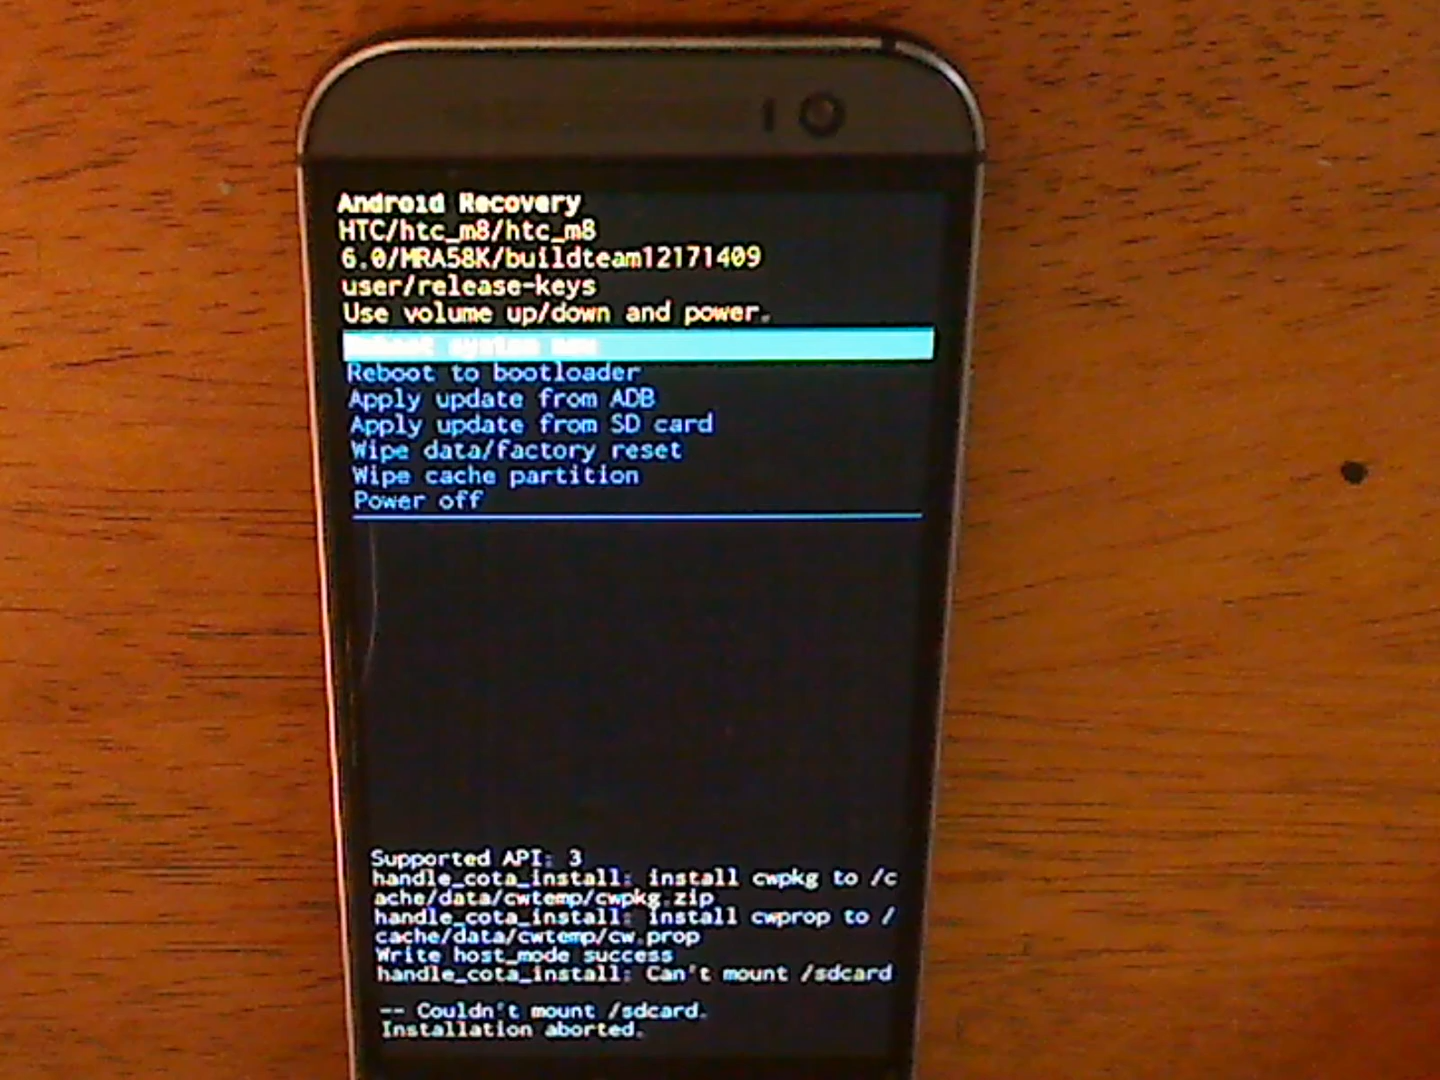 Android Recovery
HTC/htc_m8/htc_m8
6.0/MRA58K/buildteam12171409
user/release-keys
Use volume up/down and power.
Reboot system now
Reboot to bootloader
Apply update from ADB
Apply update from SD card
Wipe data/factory reset
Wipe cache partition
Power off
Supported API: 3
handle_cota_install: install cwpkg to /c
ache/data/cwtemp/cwpkg.zip
handle_cota_install: install cwprop to /
cache/data/cwtemp/cw.prop
Write host_mode success
handle_cota_install: Can't mount /sdcard
-- Couldn't mount /sdcard.
Installation aborted.